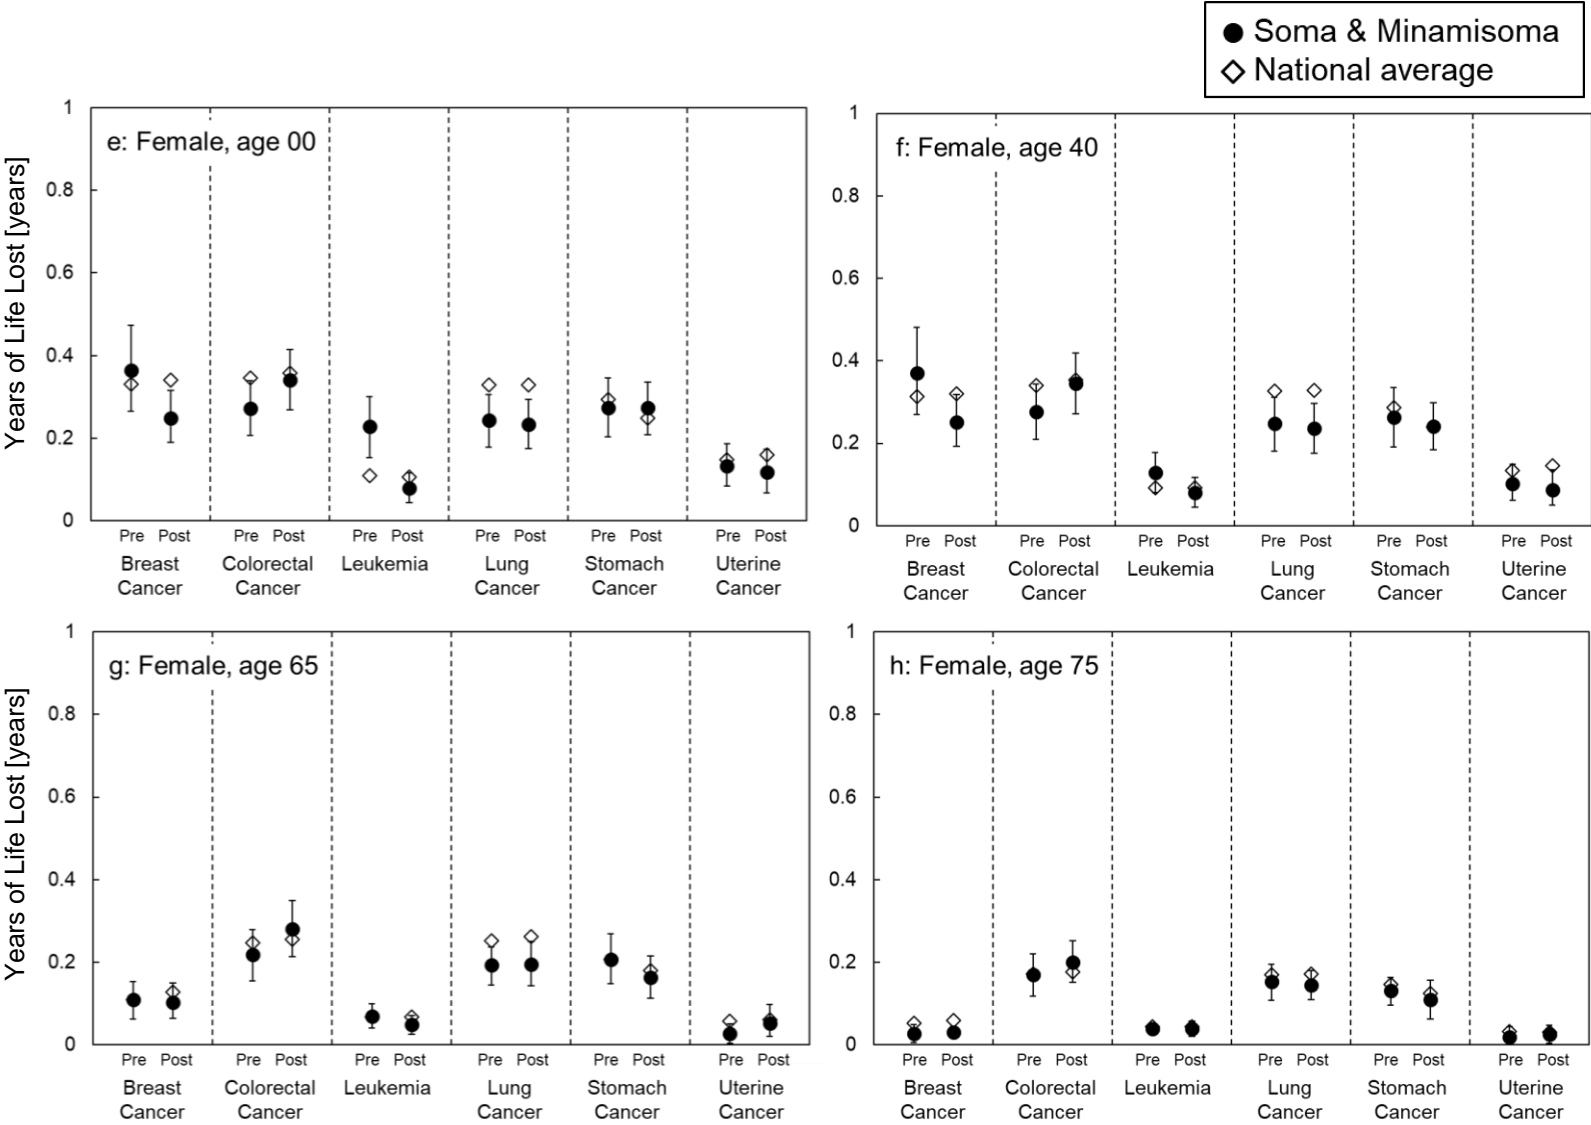 Soma & Minamisoma
National average
Years of Life Lost [years]
e: Female, age 00
1
0.8
0.6
0.4
0.2
0
Pre Post Pre Post Pre Post Pre Post Pre Post Pre Post
Breast Colorectal Leukemia Lung Stomach Uterine
Cancer Cancer Cancer Cancer Cancer
f: Female, age 40
1
0.8
0.6
0.4
0.2
0
Pre Post Pre Post Pre Post Pre Post Pre Post Pre Post
Breast Colorectal Leukemia Lung Stomach Uterine
Cancer Cancer Cancer Cancer Cancer
Years of Life Lost [years]
g: Female, age 65
1
0.8
0.6
0.4
0.2
0
Pre Post Pre Post Pre Post Pre Post Pre Post Pre Post
Breast Colorectal Leukemia Lung Stomach Uterine
Cancer Cancer Cancer Cancer Cancer
h: Female, age 75
1
0.8
0.6
0.4
0.2
0
Pre Post Pre Post Pre Post Pre Post Pre Post Pre Post
Breast Colorectal Leukemia Lung Stomach Uterine
Cancer Cancer Cancer Cancer Cancer